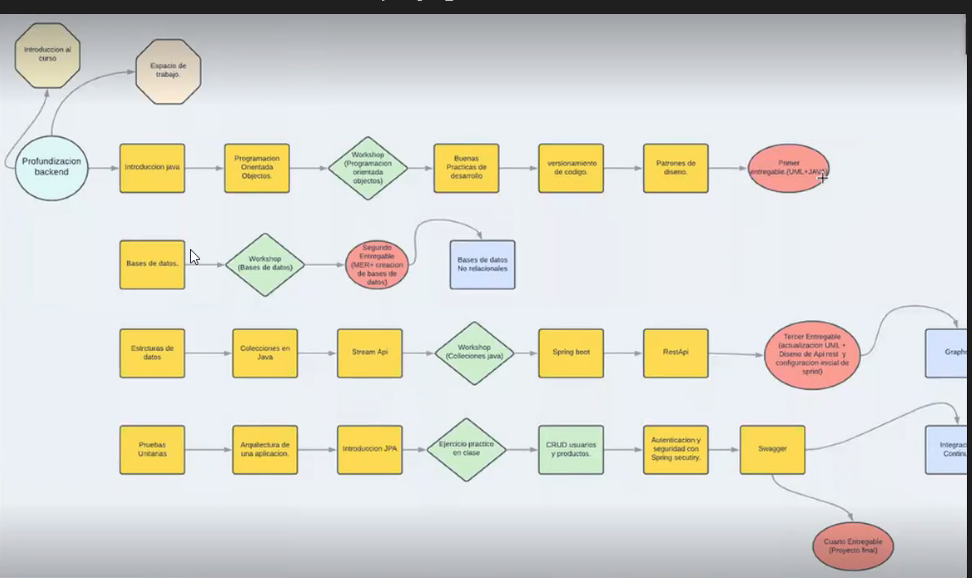 Introduccion al
curso
Espacio de
trabajo.
Profundizacion
backend
Introduccion java
Programacion
Orientada
Objectos.
Workshop
(Programacion
orientada
objectos)
Buenas
Practicas de
desarrollo
versionamiento
de codigo.
Patrones de
diseno.
Primer
entregable.(UML+JAVA)
Bases de datos.
Workshop
(Bases de datos)
Segundo
Entregable
(MER+ creacion
de bases de
datos)
Bases de datos
No relacionales
Estrcturas de
datos
Colecciones en
Java
Stream Api
Workshop
(Colleciones java)
Spring boot
RestApi
Tercer Entregable
(actualizacion UML +
Diseno de Api rest y
configuracion inicial de
sprint)
Graph
Pruebas
Unitarias
Arquitectura de
una aplicacion.
Introduccion JPA
Ejercicio practico
en clase
CRUD usuarios
y productos.
Autenticacion y
seguridad con
Spring secutiry.
Swagger
Integrac
Continu
Cuarto Entregable
(Proyecto final)